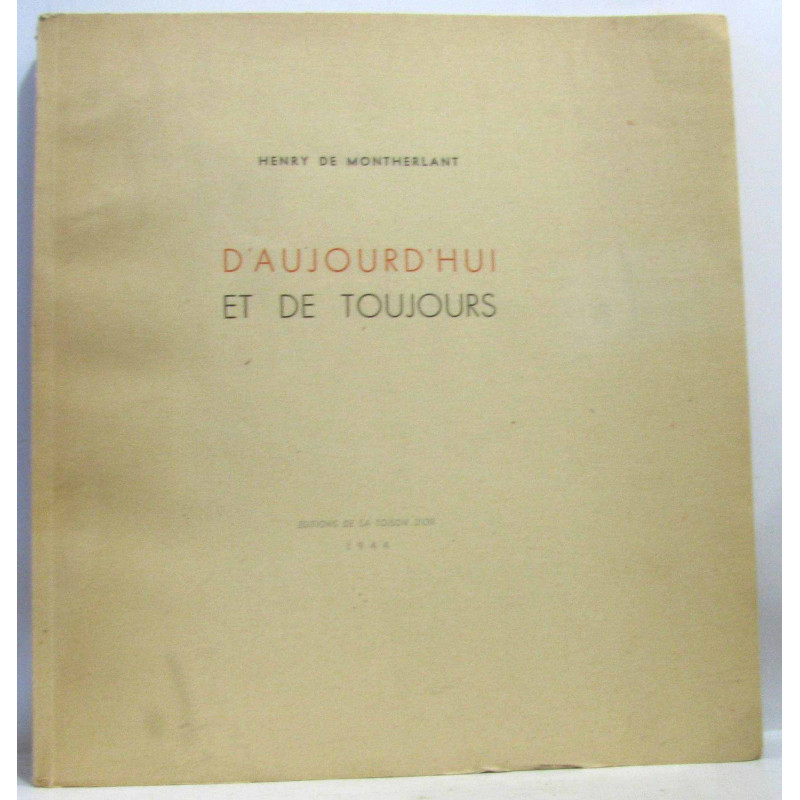 HENRY DE MONTHERLANT
D'AUJOURD'HUI
ET DE TOUJOURS
ÉDITIONS DE LA TOISON D'OR
1944